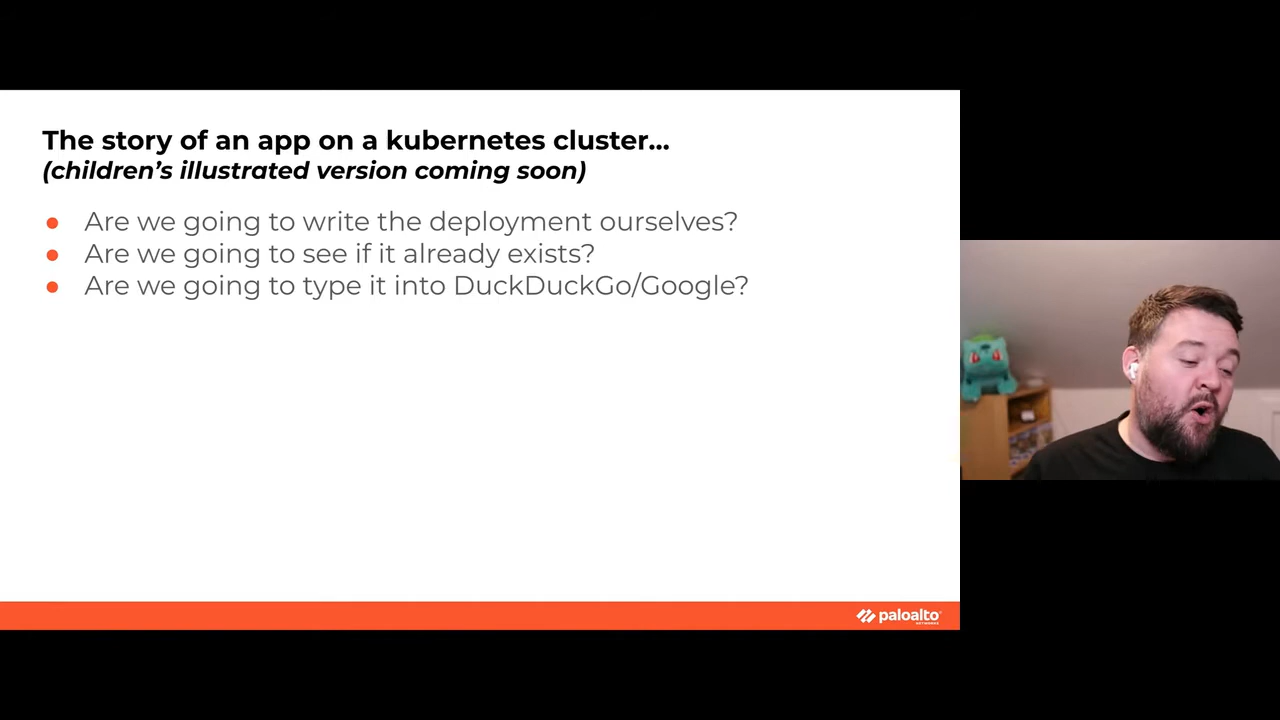 The story of an app on a kubernetes cluster...
(children's illustrated version coming soon)
● Are we going to write the deployment ourselves?
● Are we going to see if it already exists?
● Are we going to type it into DuckDuckGo/Google?
paloalto
NETWORKS